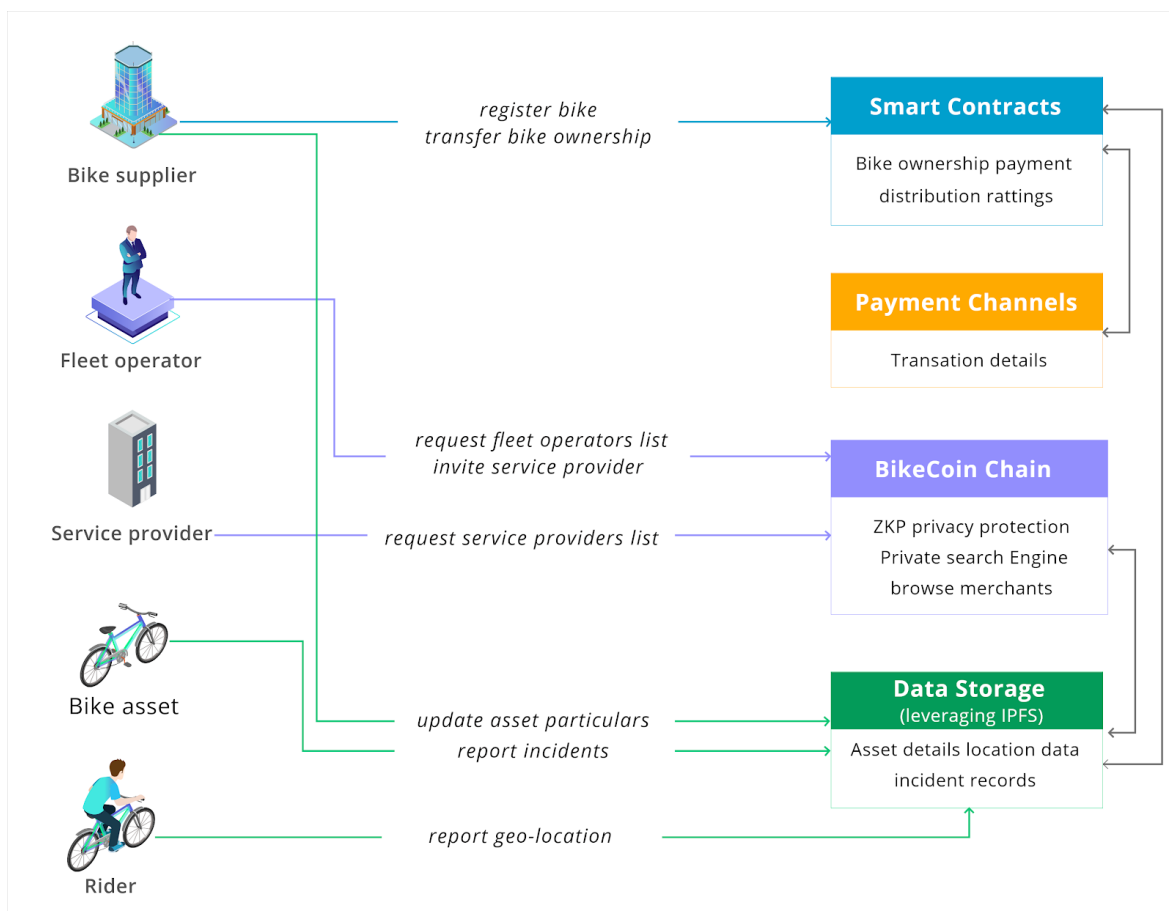 register bike
transfer bike ownership
Smart Contracts
Bike ownership payment
distribution rattings
Bike supplier
Payment Channels
Transation details
Fleet operator
request fleet operators list
invite service provider
BikeCoin Chain
ZKP privacy protection
Private search Engine
browse merchants
Service provider
request service providers list
Bike asset
update asset particulars
report incidents
Data Storage
(leveraging IPFS)
Asset details location data
incident records
report geo-location
Rider